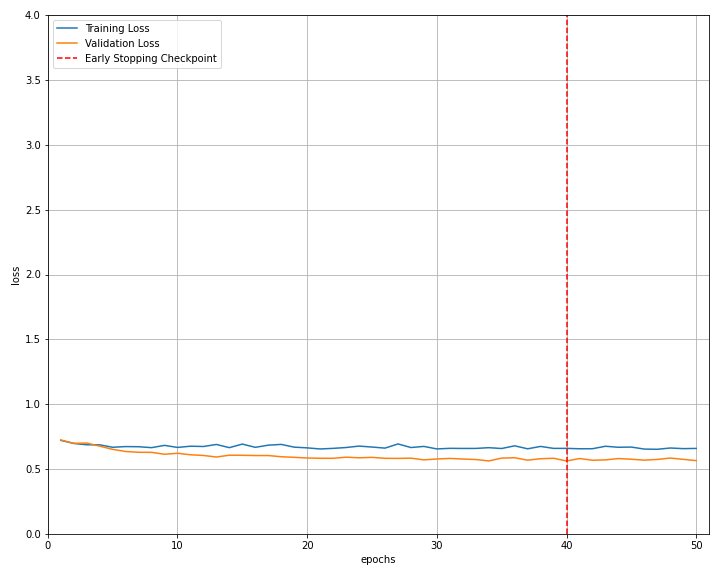 Training Loss
Validation Loss
Early Stopping Checkpoint
4.0
3.5
3.0
2.5
2.0
1.5
1.0
0.5
0.0
loss
0 10 20 30 40 50
epochs